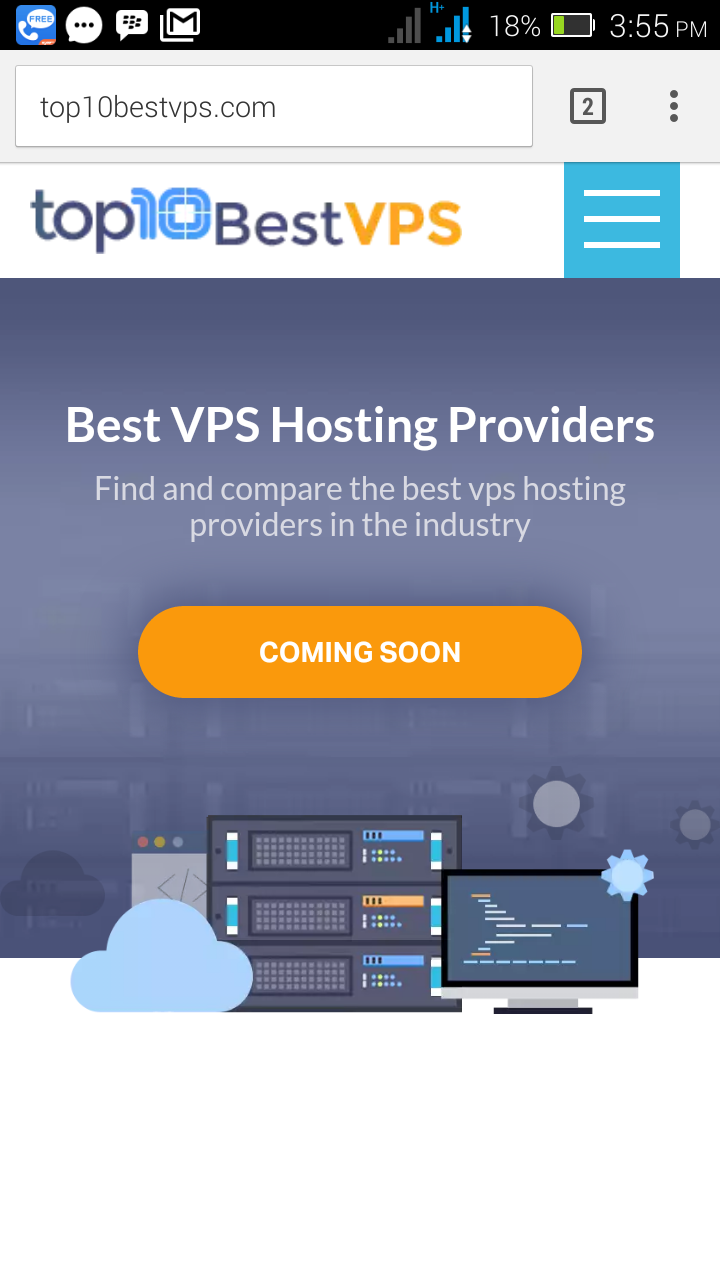 FREE
H+
18%
3:55 PM
top10bestvps.com
2
top10BestVPS
Best VPS Hosting Providers
Find and compare the best vps hosting
providers in the industry
COMING SOON
</>